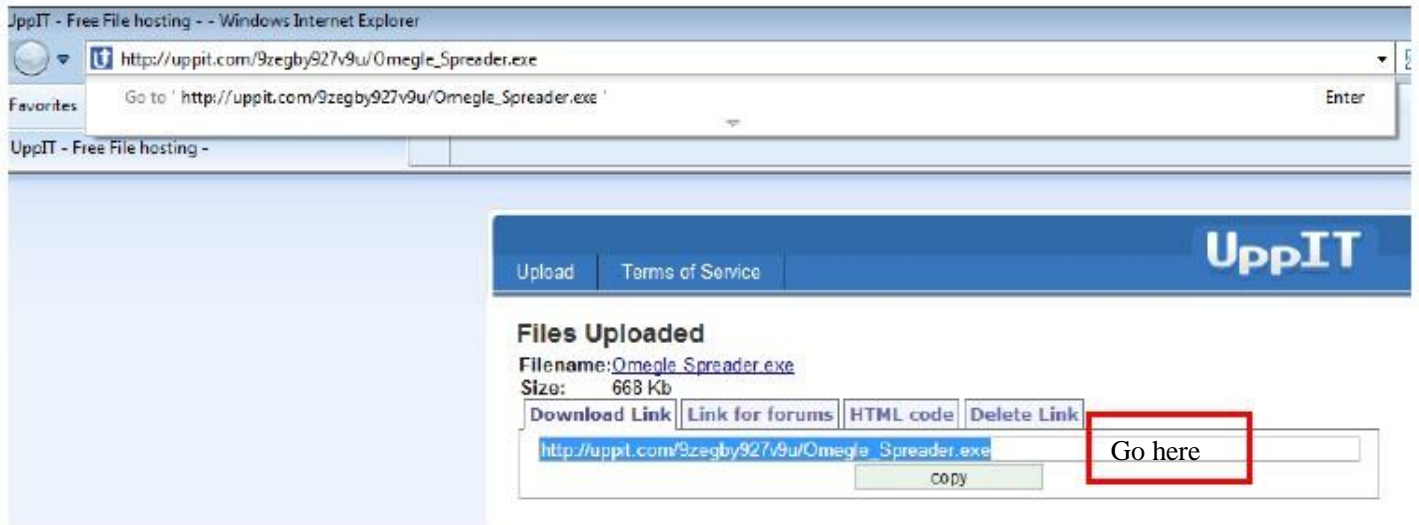 UppIT - Free File hosting - - Windows Internet Explorer
http://uppit.com/9zegby927v9u/Omegle_Spreader.exe
Favorites
Go to ' http://uppit.com/9zegby927v9u/Omegle_Spreader.exe '
Enter
UppIT - Free File hosting -
UppIT
Upload
Terms of Service
Files Uploaded
Filename:Omegle Spreader.exe
Size: 668 Kb
Download Link Link for forums HTML code Delete Link
http://uppit.com/9zegby927v9u/Omegle_Spreader.exe
Go here
copy